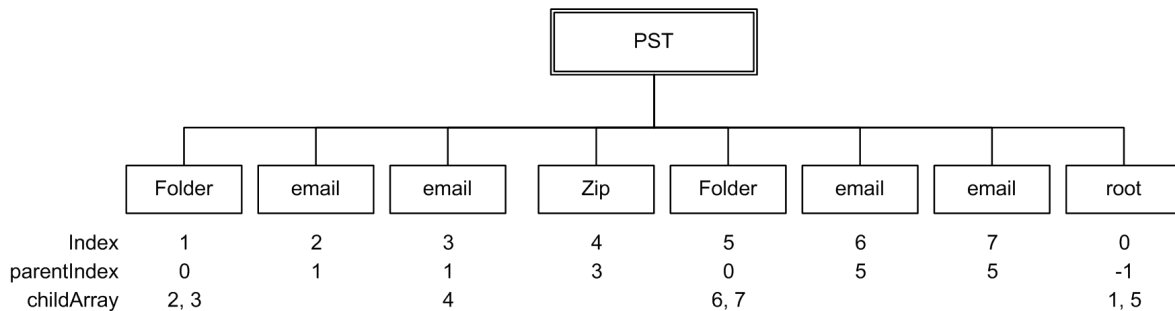 PST
Folder email email Zip Folder email email root
Index 1 2 3 4 5 6 7 0
parentIndex 0 1 1 3 0 5 5 -1
childArray 2, 3 4 6, 7 1, 5